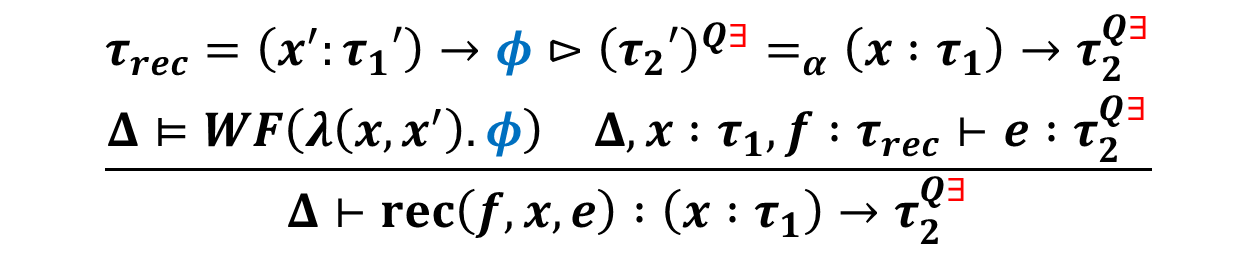 τ_rec = (x′: τ₁′) → ϕ ⊳ (τ₂′)^{Q∃} =_α (x : τ₁) → τ₂^{Q∃}
Δ ⊨ WF(λ(x, x′). ϕ) Δ, x : τ₁, f : τ_rec ⊢ e : τ₂^{Q∃}
Δ ⊢ rec(f, x, e) : (x : τ₁) → τ₂^{Q∃}